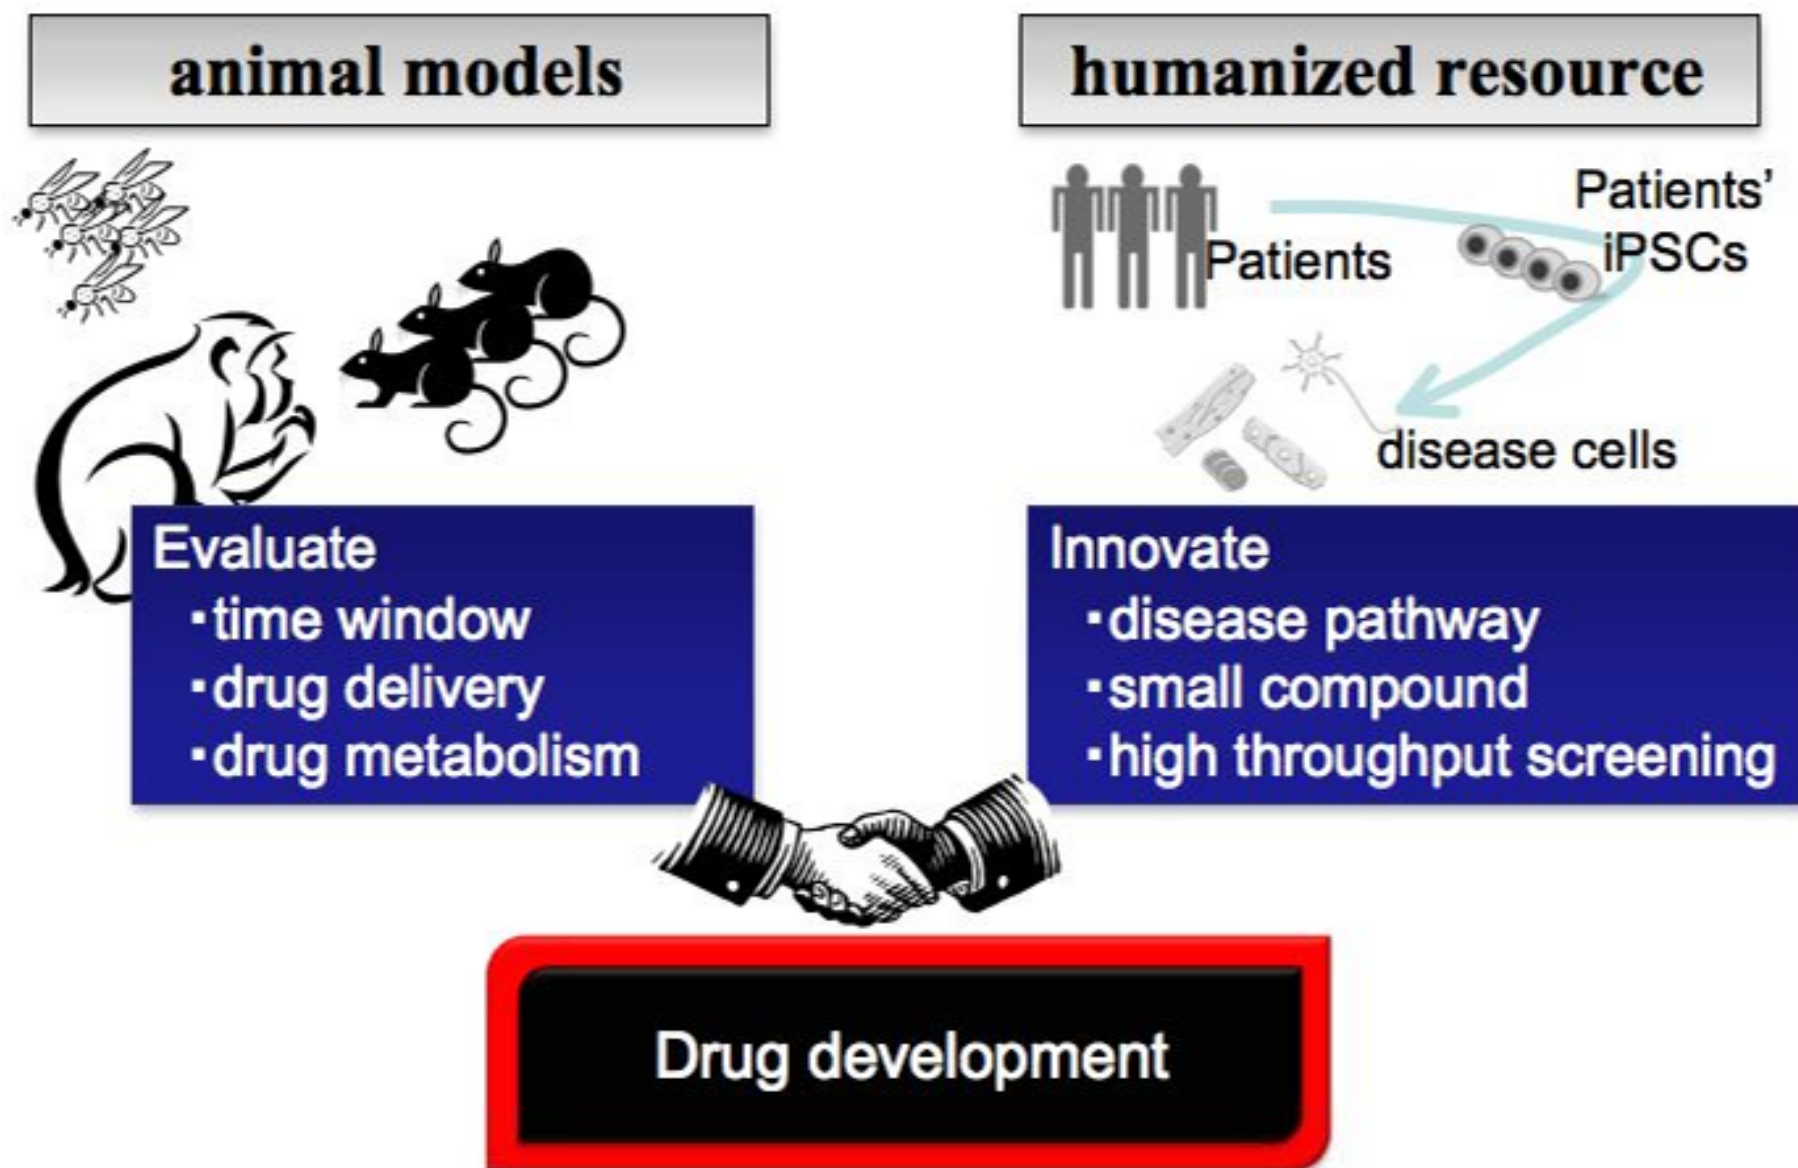 animal models
humanized resource
Patients
Patients’
iPSCs
disease cells
Evaluate
・time window
・drug delivery
・drug metabolism
Innovate
・disease pathway
・small compound
・high throughput screening
Drug development